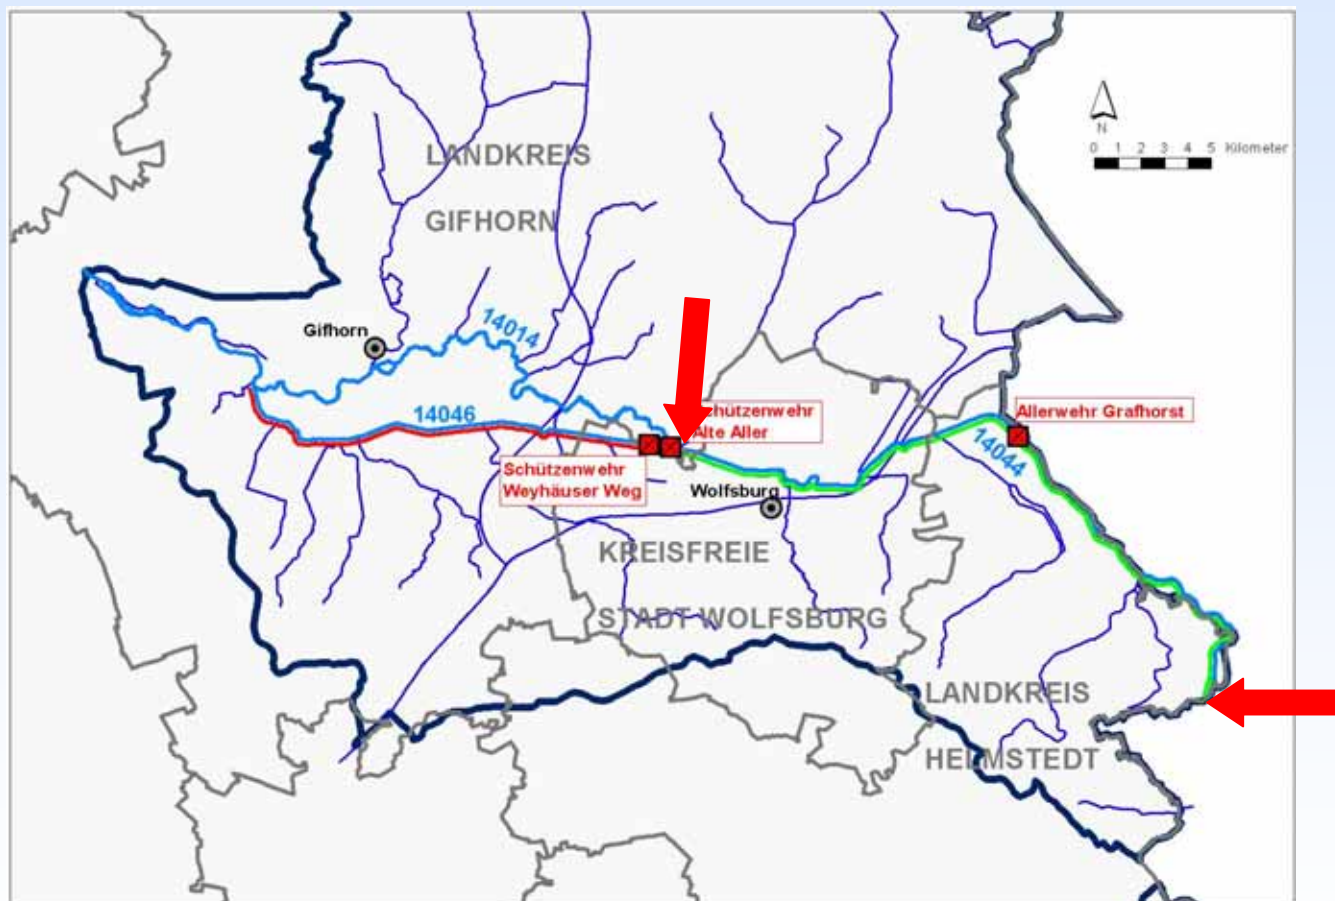 LANDKREIS
GIFHORN
N
0 1 2 3 4 5 Kilometer
Gifhorn
14014
14046
chützenwehr
Alte Aller
Allerwehr Grafhorst
14044
Schützenwehr
Weyhäuser Weg
Wolfsburg
KREISFREIE
STADT WOLFSBURG
LANDKREIS
HELMSTEDT